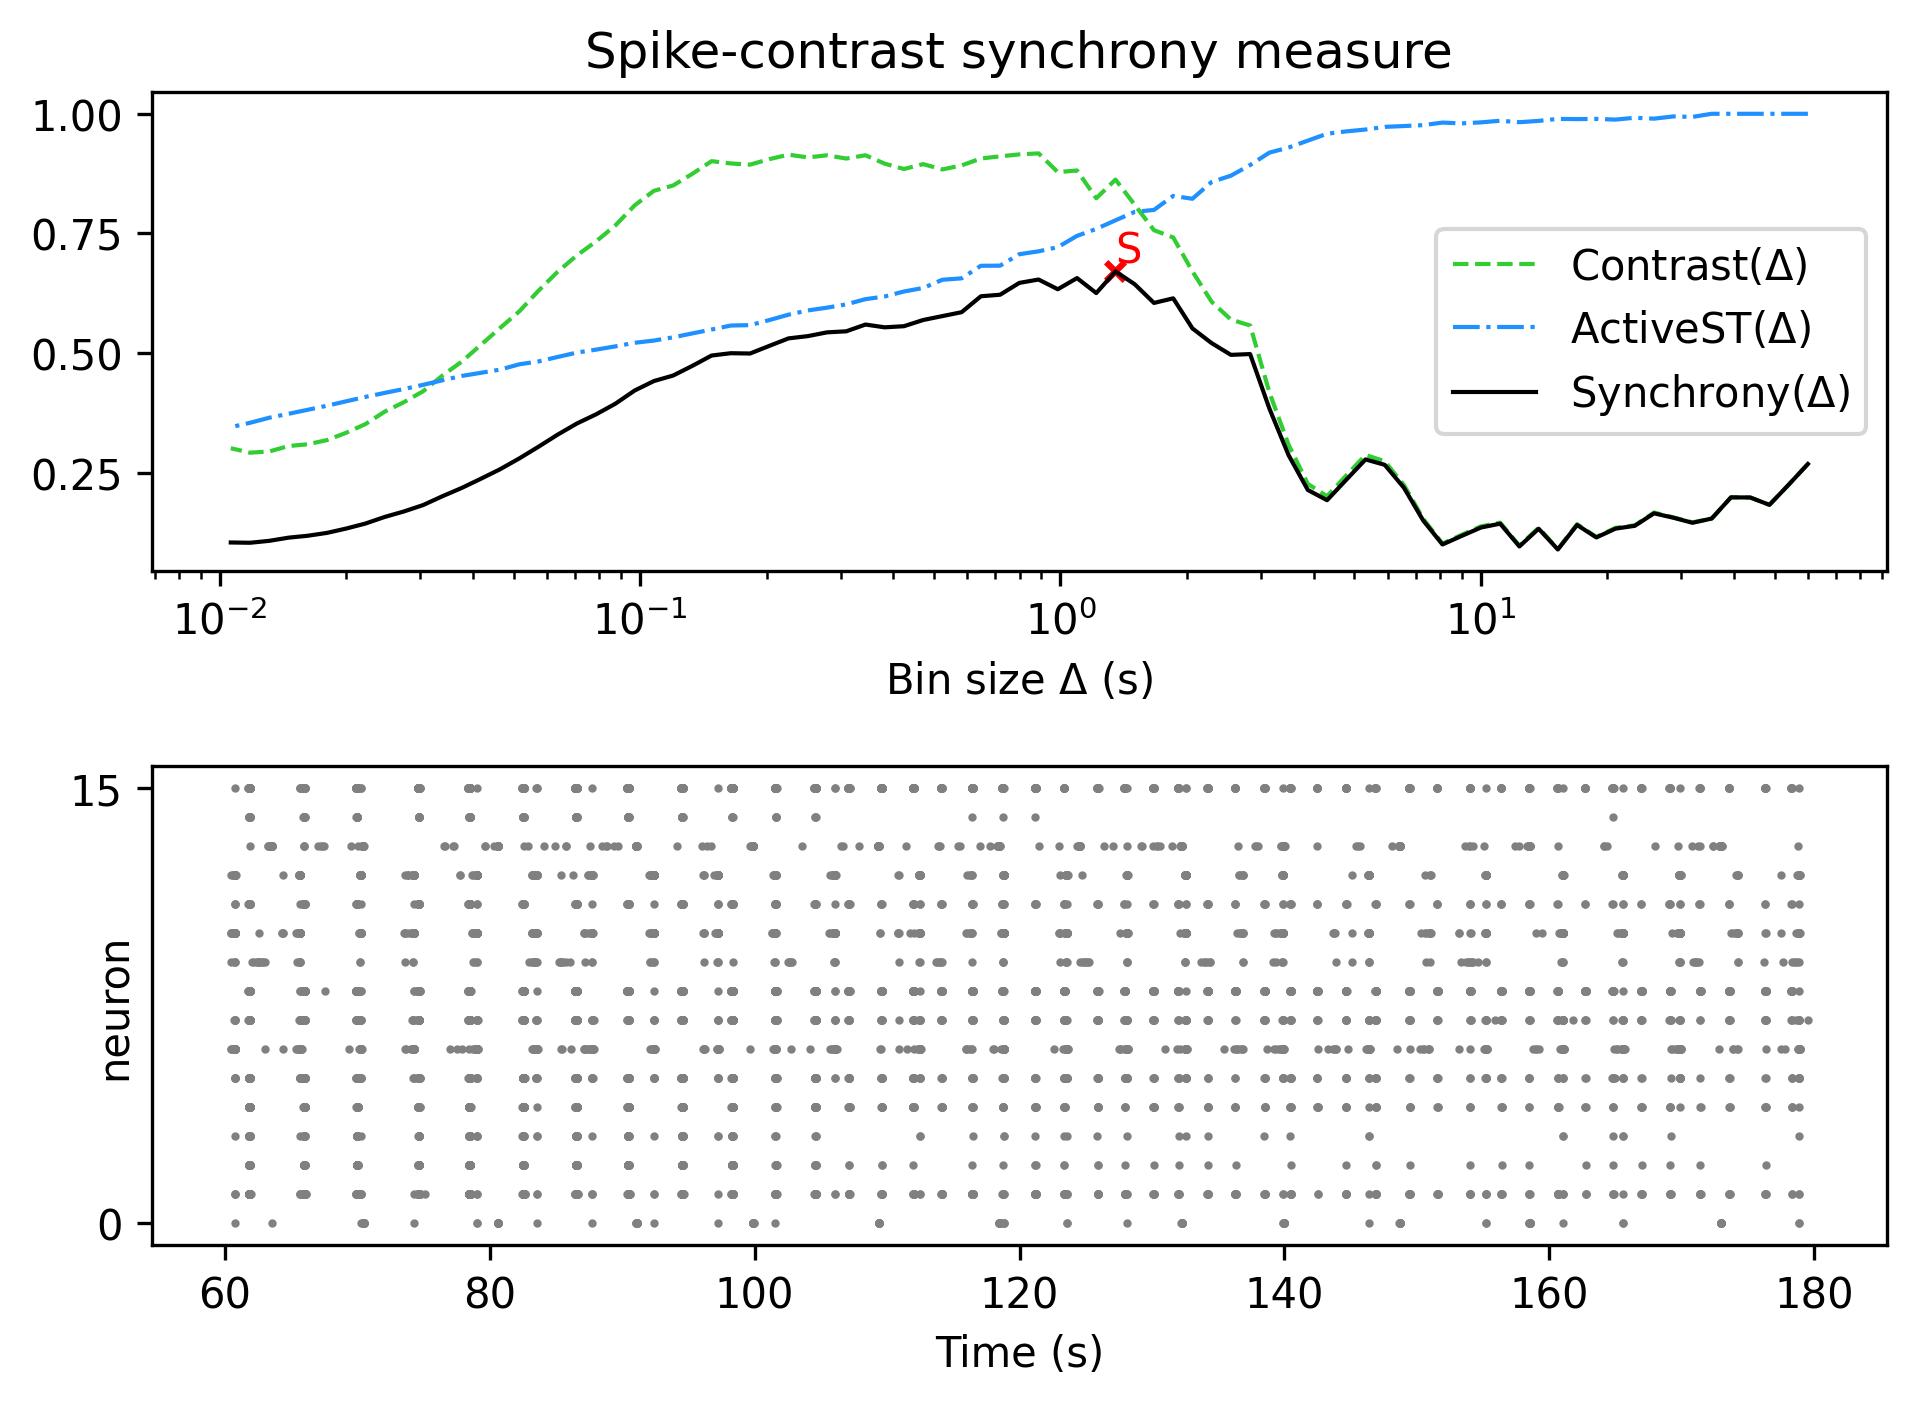 Spike-contrast synchrony measure
1.00
0.75
0.50
0.25
S
Contrast(Δ)
ActiveST(Δ)
Synchrony(Δ)
10⁻² 10⁻¹ 10⁰ 10¹
Bin size Δ (s)
15
neuron
0
60 80 100 120 140 160 180
Time (s)